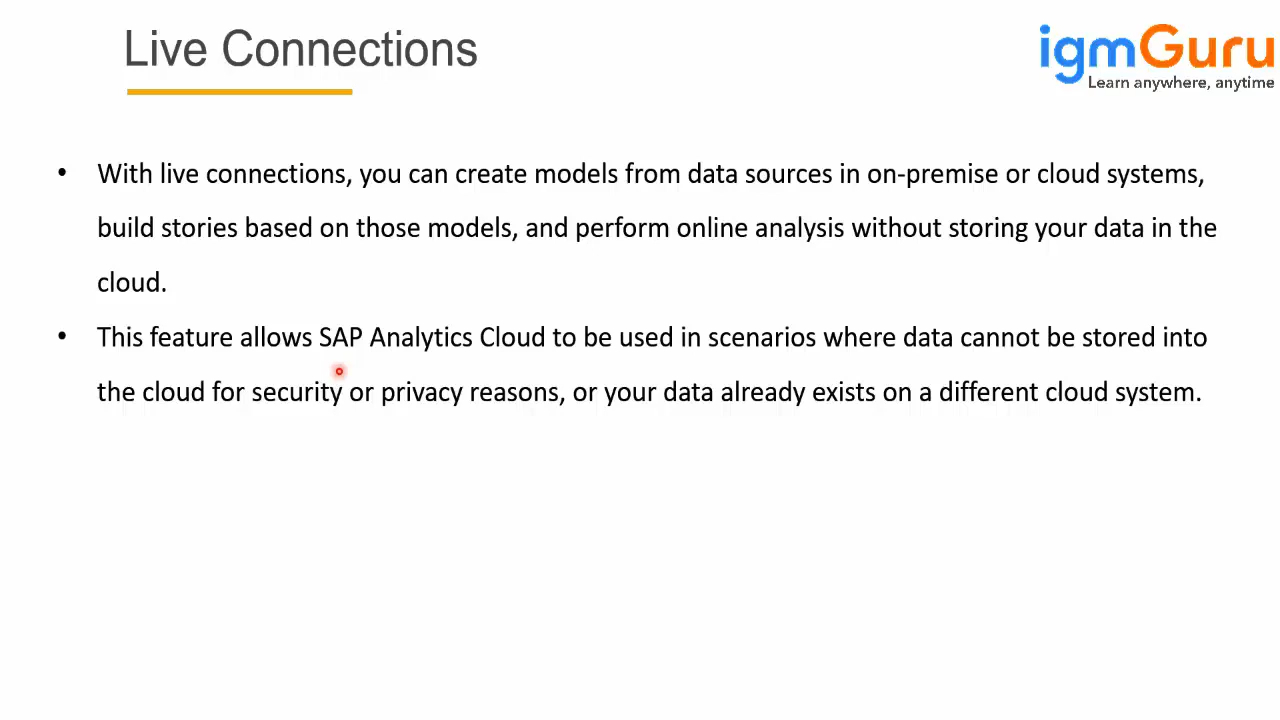 Live Connections
igmGuru
Learn anywhere, anytime
• With live connections, you can create models from data sources in on-premise or cloud systems,
build stories based on those models, and perform online analysis without storing your data in the
cloud.
• This feature allows SAP Analytics Cloud to be used in scenarios where data cannot be stored into
the cloud for security or privacy reasons, or your data already exists on a different cloud system.